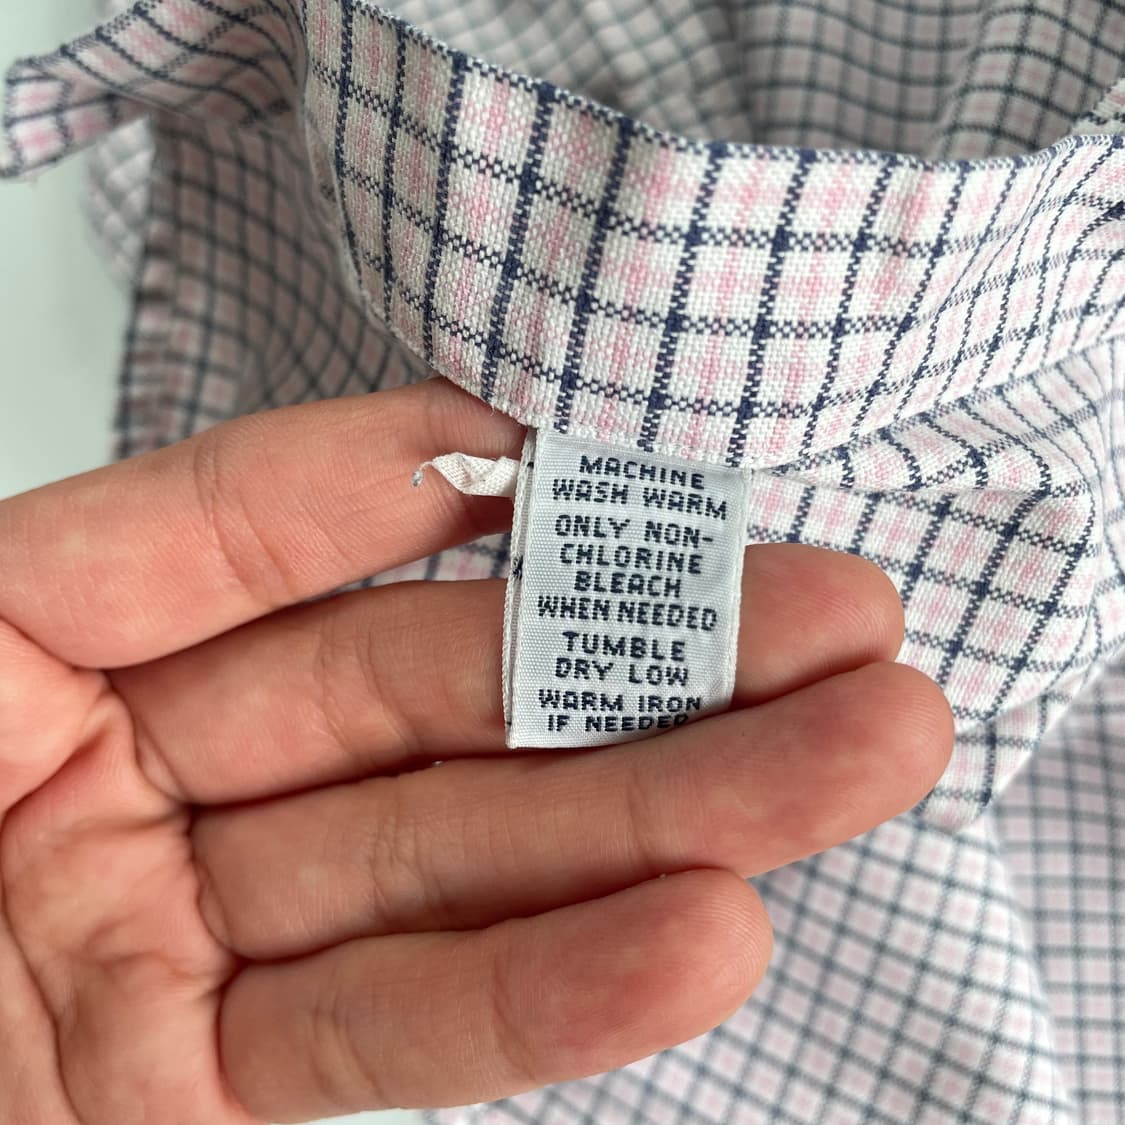 MACHINE
WASH WARM
ONLY NON-
CHLORINE
BLEACH
WHEN NEEDED
TUMBLE
DRY LOW
WARM IRON
IF NEEDED